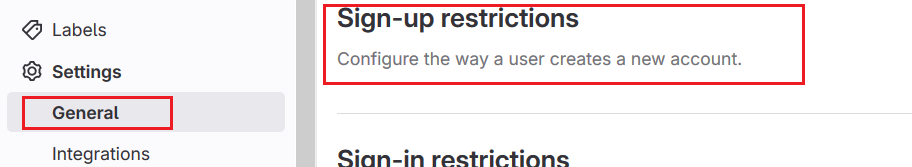 Labels
Settings
General
Integrations
Sign-up restrictions
Configure the way a user creates a new account.
Sign-in restrictions